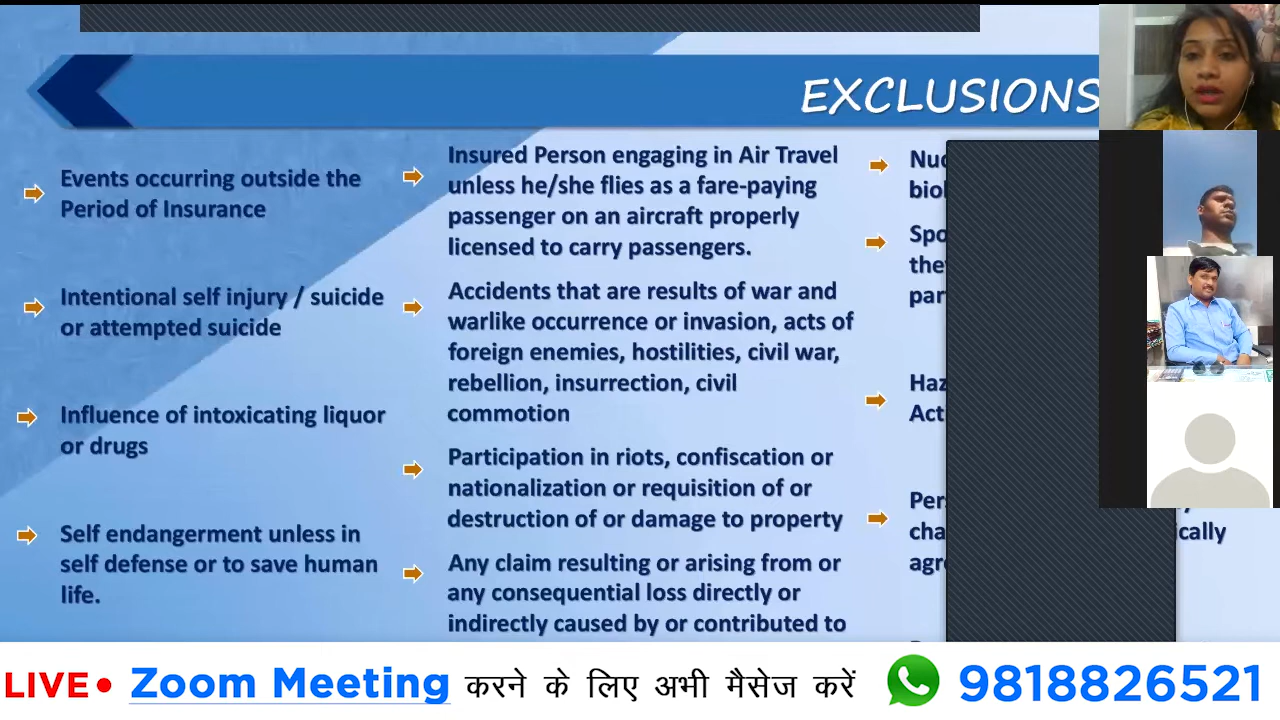 EXCLUSIONS
Events occurring outside the
Period of Insurance
Intentional self injury / suicide
or attempted suicide
Influence of intoxicating liquor
or drugs
Self endangerment unless in
self defense or to save human
life.
Insured Person engaging in Air Travel
unless he/she flies as a fare-paying
passenger on an aircraft properly
licensed to carry passengers.
Accidents that are results of war and
warlike occurrence or invasion, acts of
foreign enemies, hostilities, civil war,
rebellion, insurrection, civil
commotion
Participation in riots, confiscation or
nationalization or requisition of or
destruction of or damage to property
Any claim resulting or arising from or
any consequential loss directly or
indirectly caused by or contributed to
LIVE Zoom Meeting करने के लिए अभी मैसेज करें 9818826521